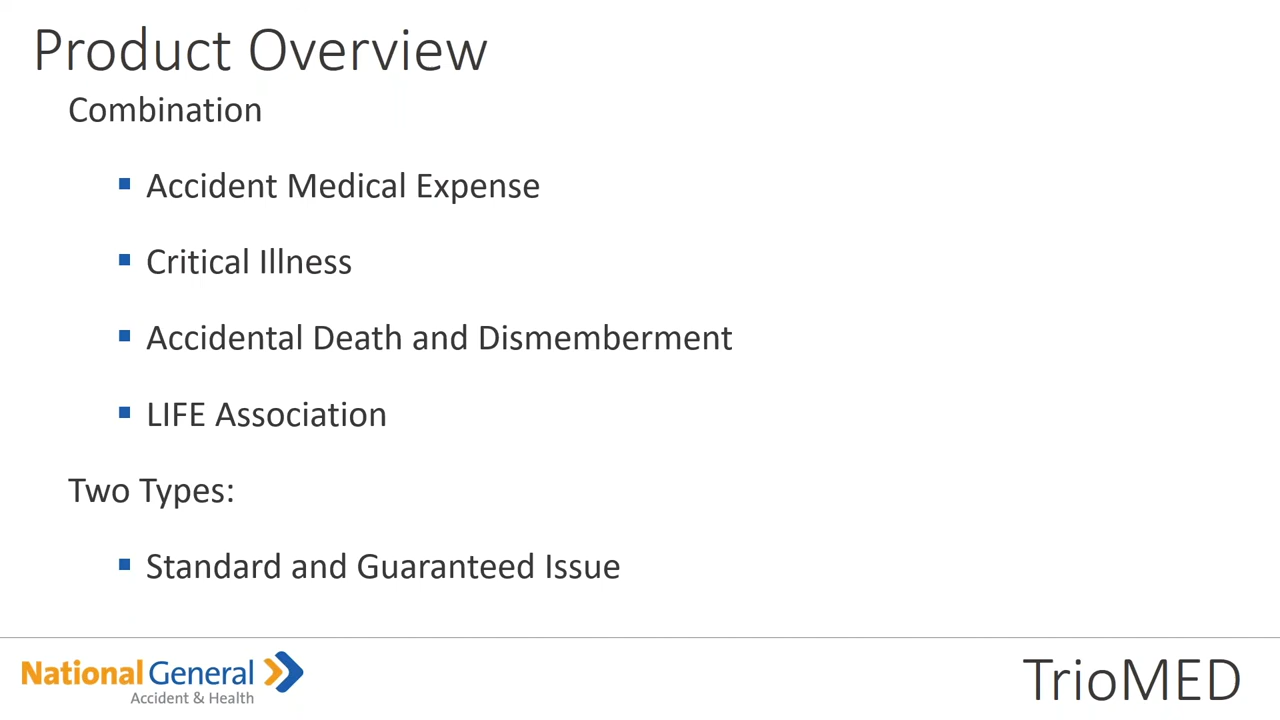 Product Overview
Combination
Accident Medical Expense
Critical Illness
Accidental Death and Dismemberment
LIFE Association
Two Types:
Standard and Guaranteed Issue
National General
Accident & Health
TrioMED